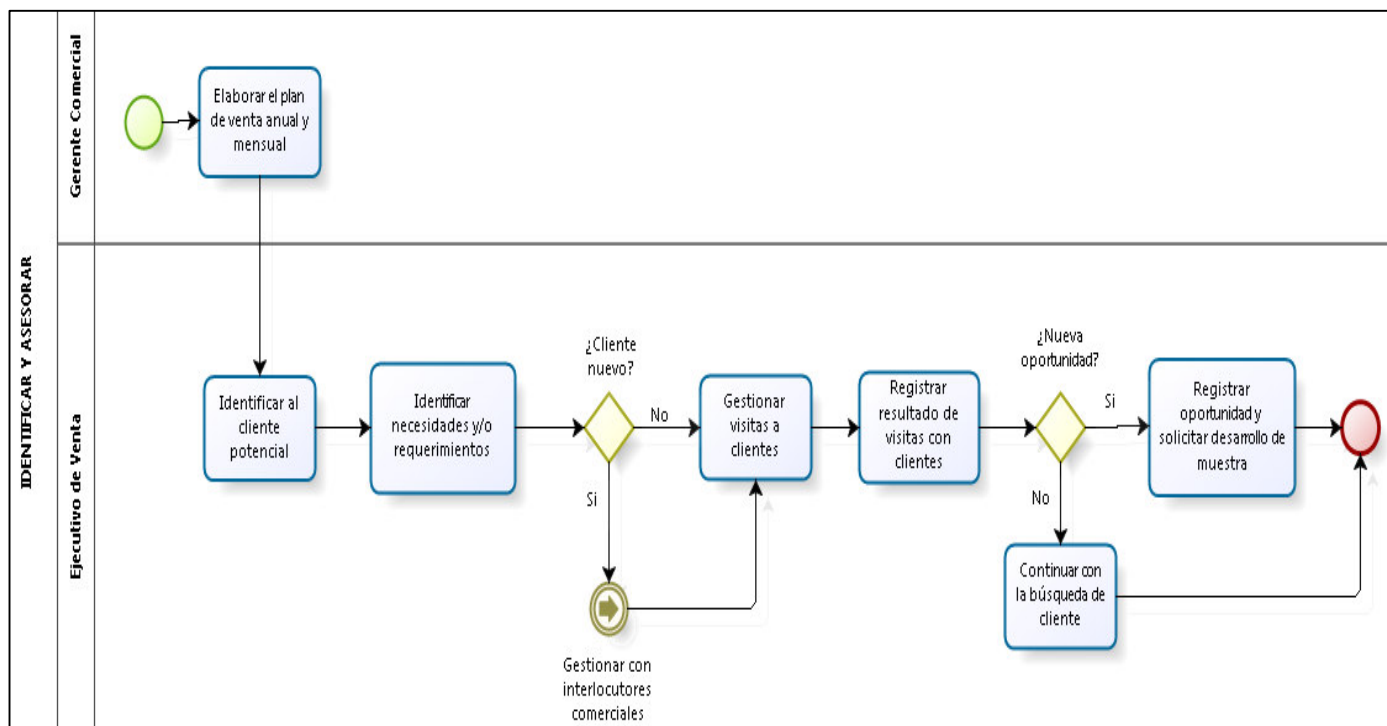 IDENTIFICAR Y ASESORAR
Gerente Comercial
Elaborar el plan
de venta anual y
mensual
Ejecutivo de Venta
Identificar al
cliente
potencial
Identificar
necesidades y/o
requerimientos
¿Cliente
nuevo?
No
Si
Gestionar con
interlocutores
comerciales
Gestionar
visitas a
clientes
Registrar
resultado de
visitas con
clientes
¿Nueva
oportunidad?
Si
No
Registrar
oportunidad y
solicitar desarrollo de
muestra
Continuar con
la búsqueda de
cliente